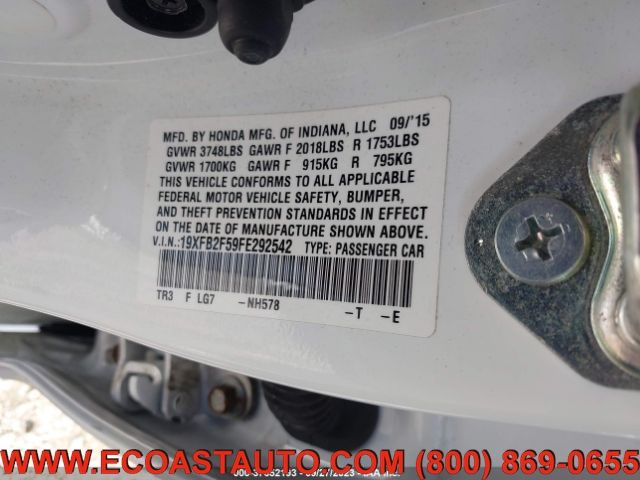 MFD. BY HONDA MFG. OF INDIANA, LLC 09/'15
GVWR 3748LBS GAWR F 2018LBS R 1753LBS
GVWR 1700KG GAWR F 915KG R 795KG
THIS VEHICLE CONFORMS TO ALL APPLICABLE
FEDERAL MOTOR VEHICLE SAFETY, BUMPER,
AND THEFT PREVENTION STANDARDS IN EFFECT
ON THE DATE OF MANUFACTURE SHOWN ABOVE.
V.I.N.:19XFB2F59FE292542 TYPE: PASSENGER CAR
TR3 F LG7 -NH578 -T -E
WWW.ECOASTAUTO.COM (800) 869-0655